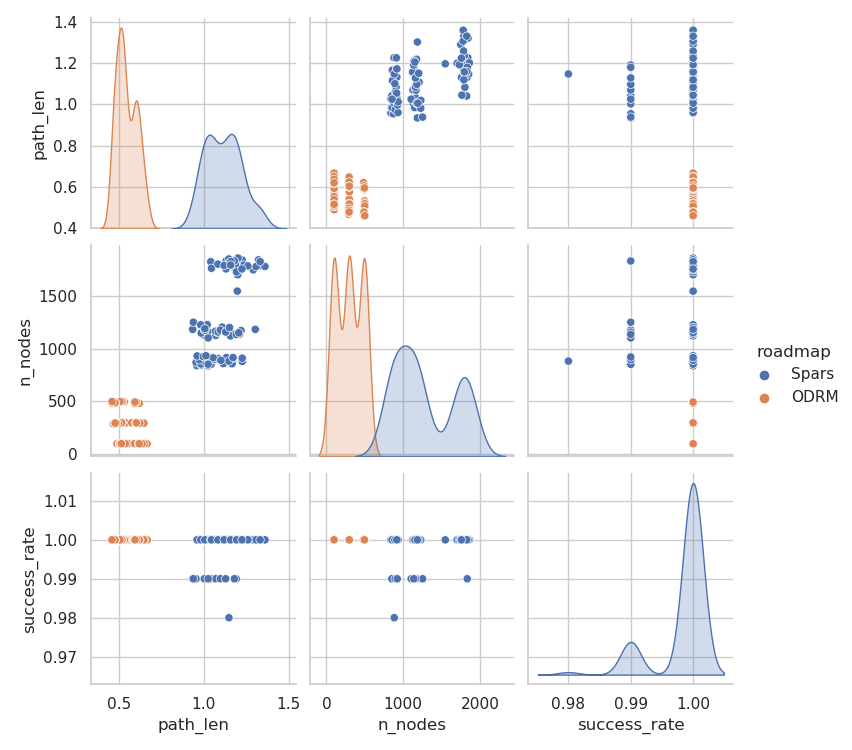 1.4
1.2
1.0
0.8
0.6
0.4
path_len
1500
1000
500
0
n_nodes
roadmap
Spars
ODRM
1.01
1.00
0.99
0.98
0.97
success_rate
0.5 1.0 1.5 0 1000 2000 0.98 0.99 1.00
path_len n_nodes success_rate